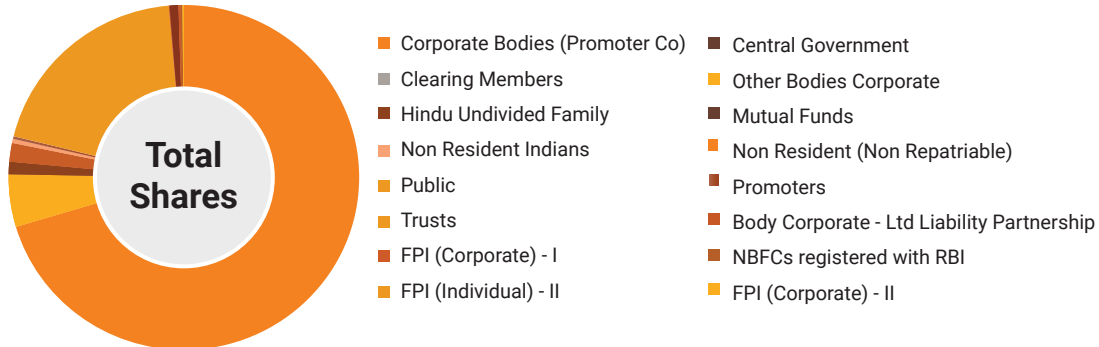 Total
Shares
Corporate Bodies (Promoter Co)
Clearing Members
Hindu Undivided Family
Non Resident Indians
Public
Trusts
FPI (Corporate) - I
FPI (Individual) - II
Central Government
Other Bodies Corporate
Mutual Funds
Non Resident (Non Repatriable)
Promoters
Body Corporate - Ltd Liability Partnership
NBFCs registered with RBI
FPI (Corporate) - II